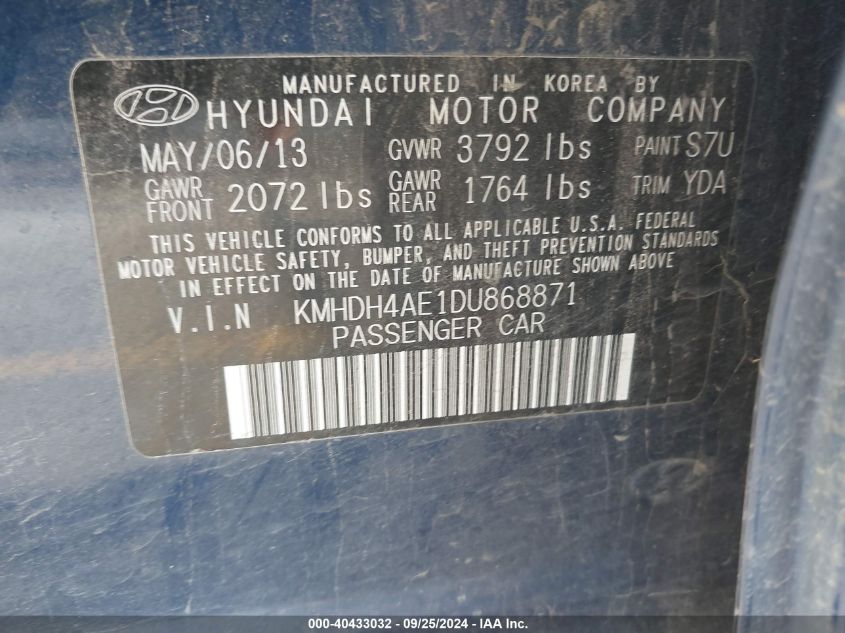 MANUFACTURED IN KOREA BY
HYUNDAI MOTOR COMPANY
MAY/06/13 GVWR 3792 lbs PAINT S7U
GAWR FRONT 2072 lbs GAWR REAR 1764 lbs TRIM YDA
THIS VEHICLE CONFORMS TO ALL APPLICABLE U.S.A. FEDERAL
MOTOR VEHICLE SAFETY, BUMPER, AND THEFT PREVENTION STANDARDS
IN EFFECT ON THE DATE OF MANUFACTURE SHOWN ABOVE
V.I.N KMHDH4AE1DU868871
PASSENGER CAR
000-40433032 - 09/25/2024 - IAAI.com